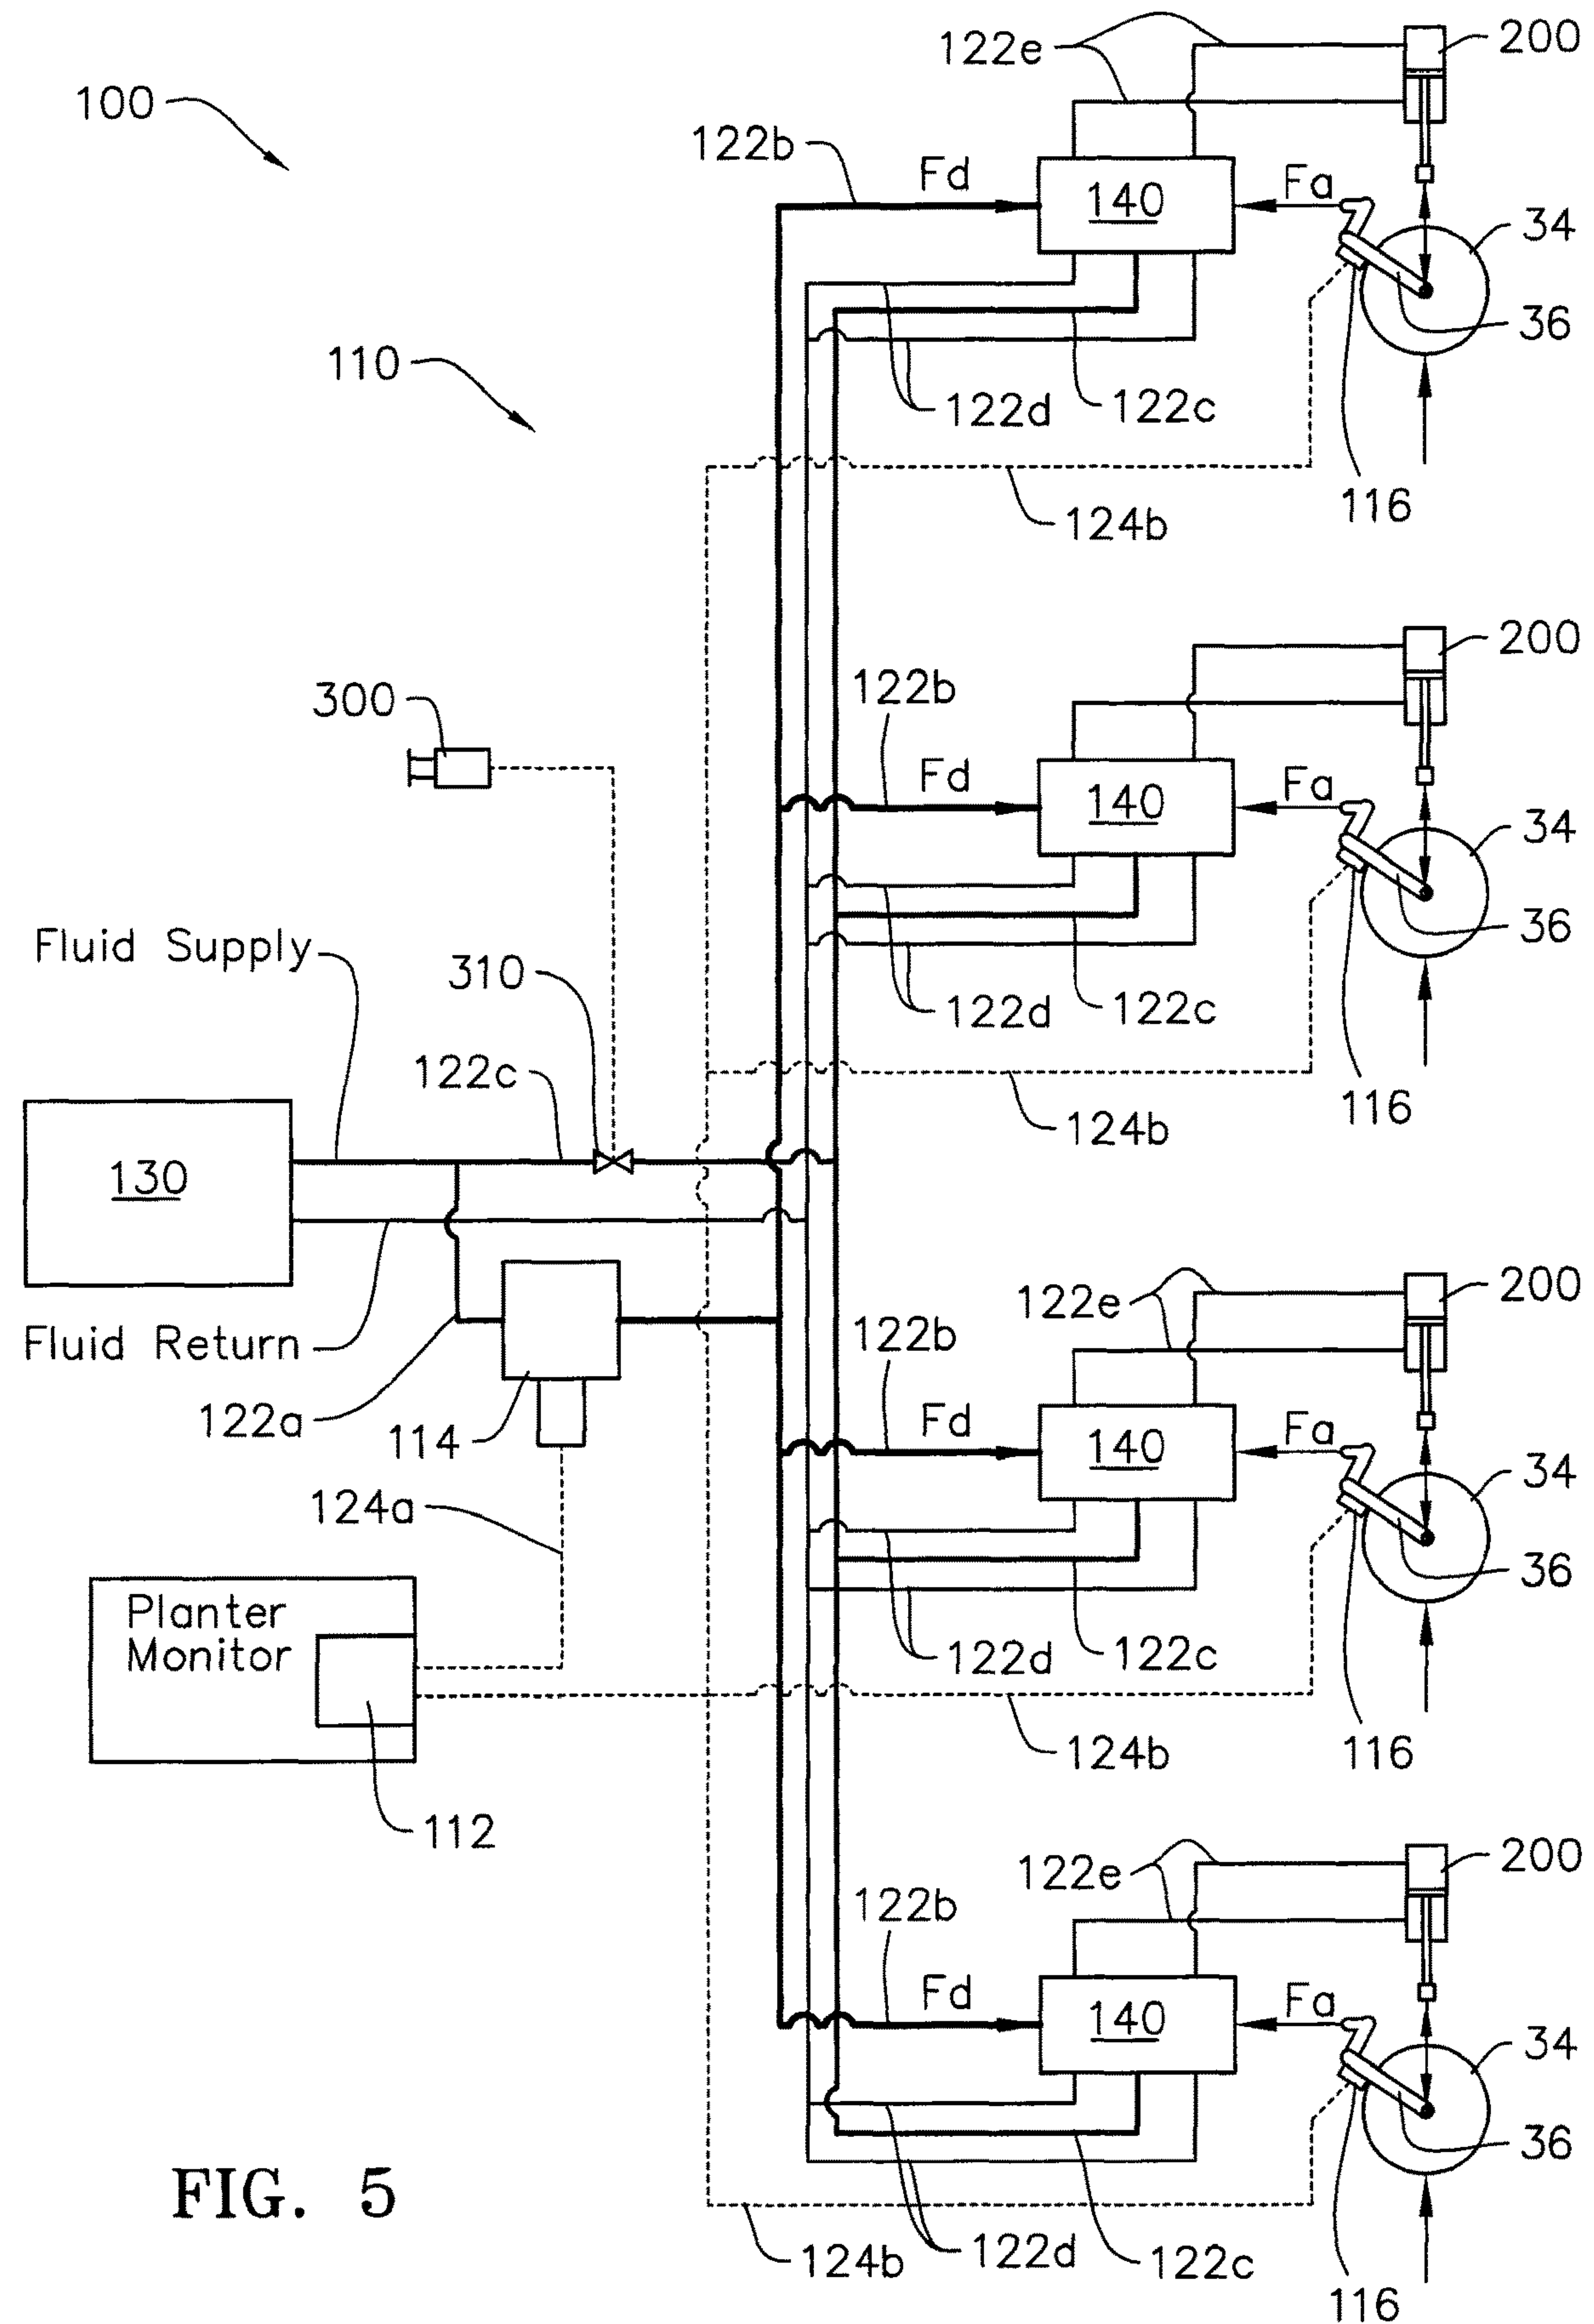 122e
200
100
122b
Fd
140
Fa
34
36
110
122d
122c
116
124b
200
300
122b
Fd
140
Fa
34
Fluid Supply
310
36
122d
122c
122c
116
124b
130
122e
200
Fluid Return
122b
122a
114
Fd
140
Fa
34
124a
36
Planter
Monitor
122d
122c
124b
116
112
122e
200
122b
Fd
140
Fa
34
36
FIG. 5
124b
122d
122c
116